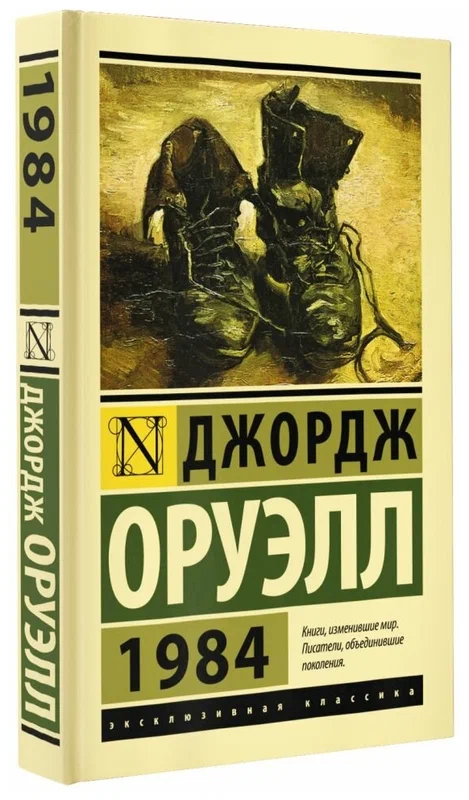 1984
N
ДЖОРДЖ ОРУЭЛЛ
N ДЖОРДЖ
ОРУЭЛЛ
1984
Книги, изменившие мир.
Писатели, объединившие
поколения.
эксклюзивная классика